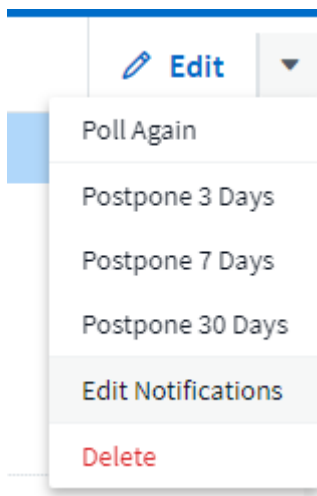 Edit
Poll Again
Postpone 3 Days
Postpone 7 Days
Postpone 30 Days
Edit Notifications
Delete